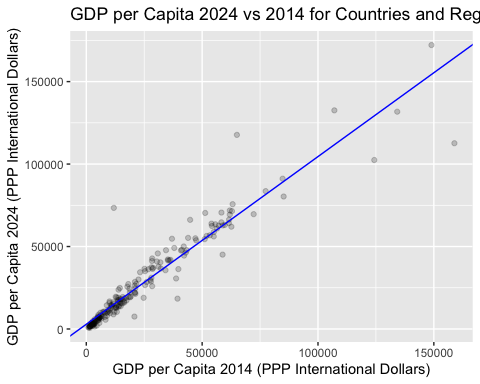 GDP per Capita 2024 vs 2014 for Countries and Reg
GDP per Capita 2024 (PPP International Dollars)
150000
100000
50000
0
0
50000
100000
150000
GDP per Capita 2014 (PPP International Dollars)